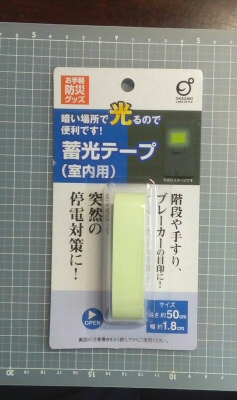 お手軽
防災
グッズ
OKAZAKI
暗い場所で光るので
便利です!
蓄光テープ
(室内用)
階段や手すり、
ブレーカーの目印に!
突然の
停電対策に!
OPEN
サイズ
長さ 約50cm
幅 約1.8cm